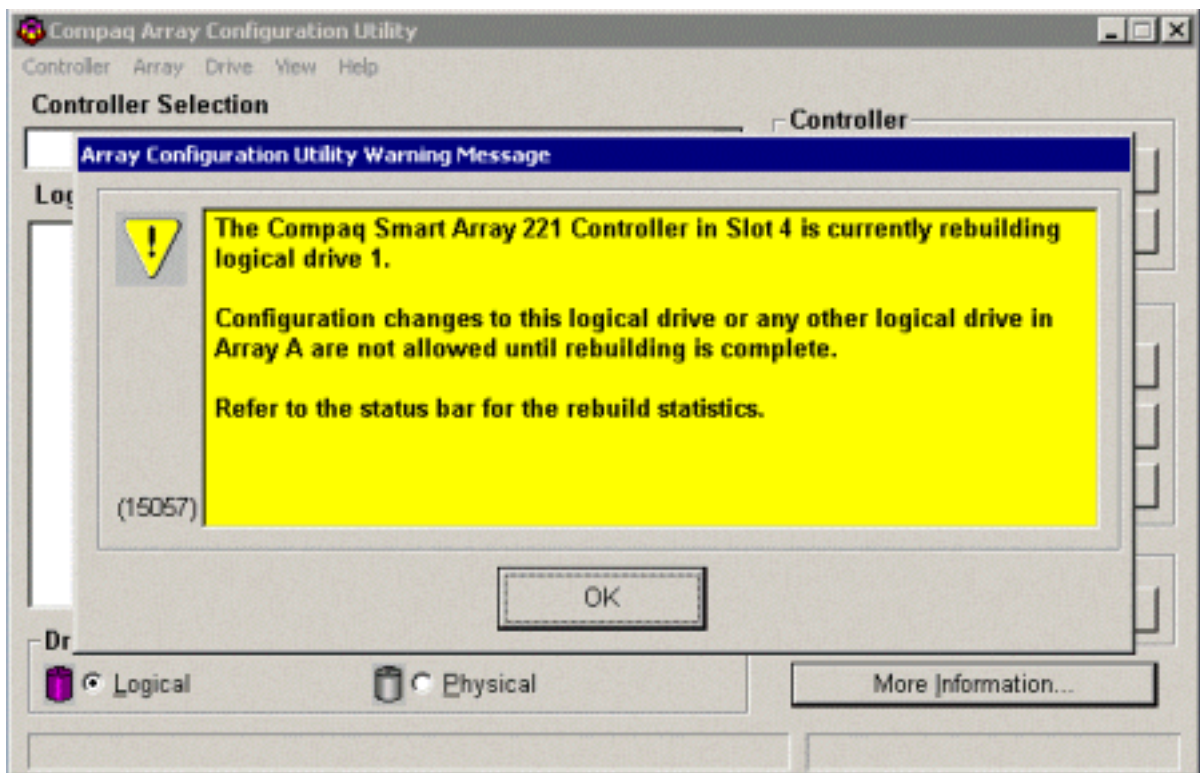 Compaq Array Configuration Utility
Controller Array Drive View Help
Controller Selection
Controller
Array Configuration Utility Warning Message
Log
The Compaq Smart Array 221 Controller in Slot 4 is currently rebuilding
logical drive 1.
Configuration changes to this logical drive or any other logical drive in
Array A are not allowed until rebuilding is complete.
Refer to the status bar for the rebuild statistics.
(15057)
OK
Dr
Logical
Physical
More Information...